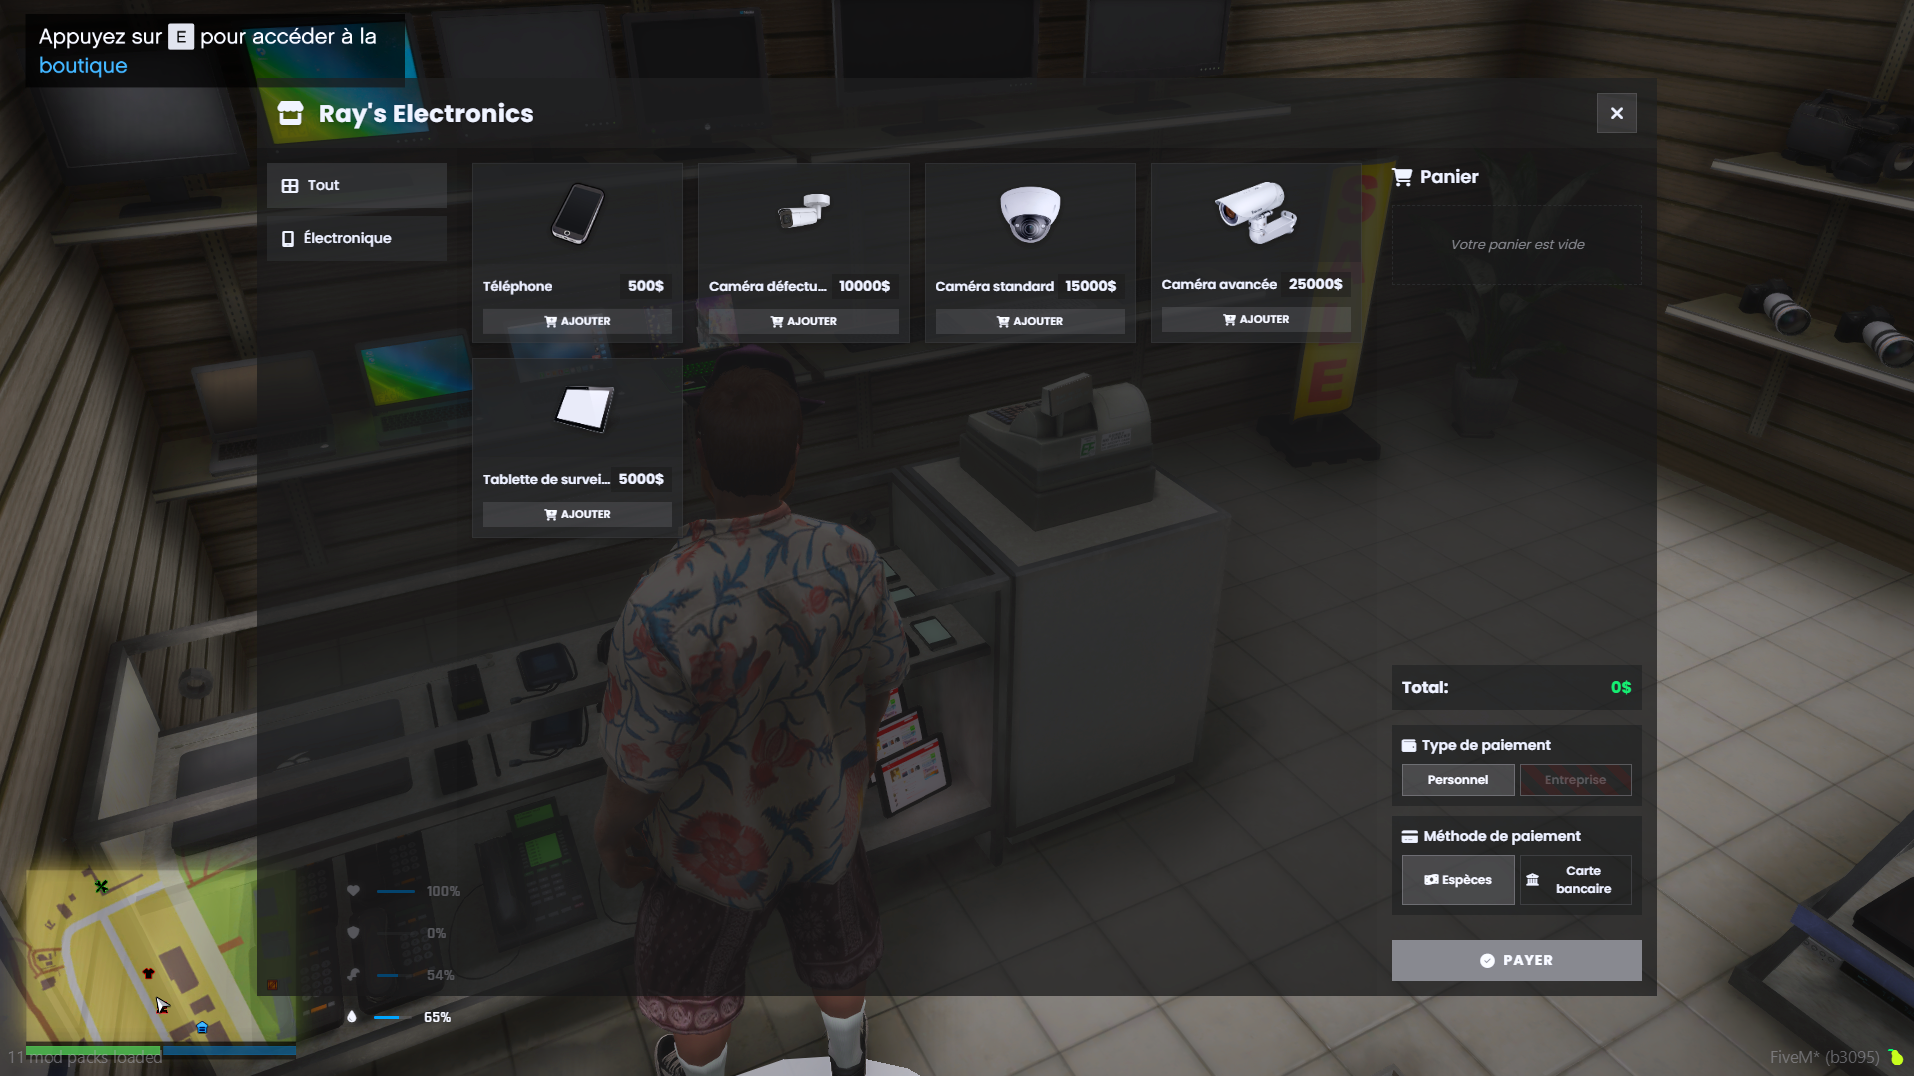 Appuyez sur E pour accéder à la
boutique
Ray's Electronics
Tout
Électronique
Téléphone 500$
AJOUTER
Caméra défectu... 10000$
AJOUTER
Caméra standard 15000$
AJOUTER
Caméra avancée 25000$
AJOUTER
Tablette de survei... 5000$
AJOUTER
Panier
Votre panier est vide
Total: 0$
Type de paiement
Personnel
Entreprise
Méthode de paiement
Espèces
Carte
bancaire
PAYER
SALE
100%
0%
54%
65%
11 mod packs loaded
FiveM* (b3095)